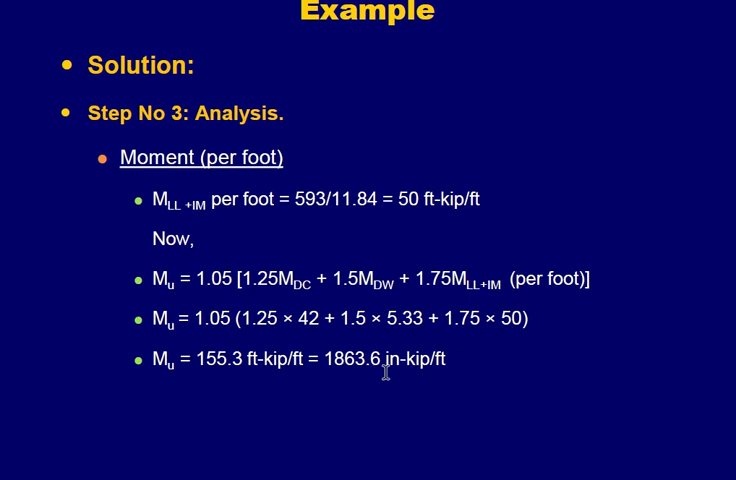 Example
• Solution:
• Step No 3: Analysis.
• Moment (per foot)
• M_LL +IM per foot = 593/11.84 = 50 ft-kip/ft
Now,
• M_u = 1.05 [1.25M_DC + 1.5M_DW + 1.75M_LL+IM (per foot)]
• M_u = 1.05 (1.25 × 42 + 1.5 × 5.33 + 1.75 × 50)
• M_u = 155.3 ft-kip/ft = 1863.6 in-kip/ft